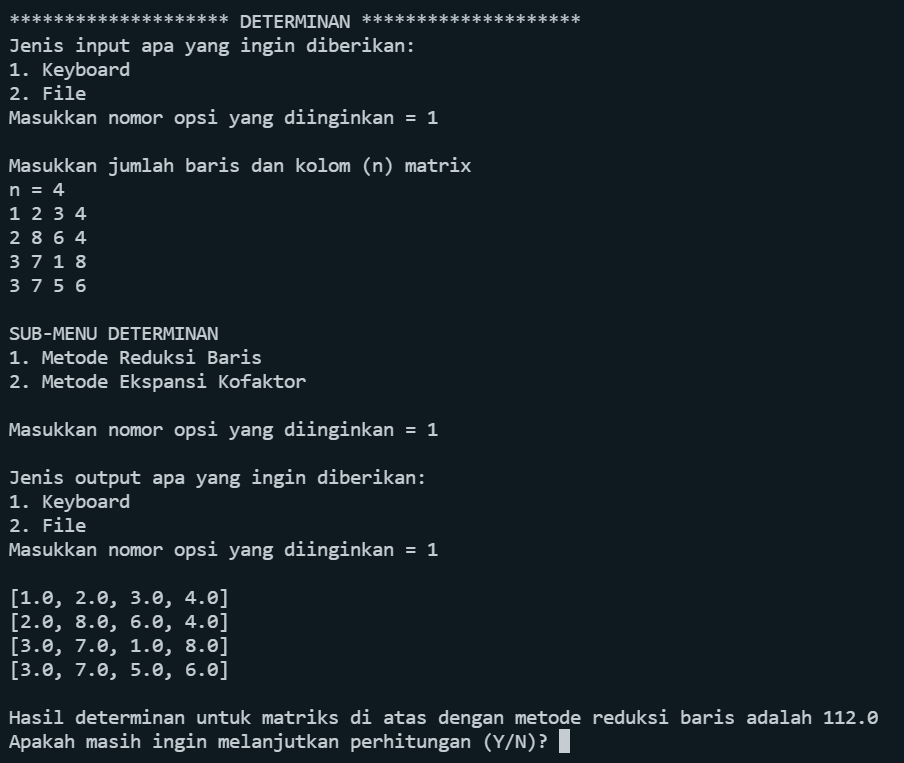 ******************** DETERMINAN ********************
Jenis input apa yang ingin diberikan:
1. Keyboard
2. File
Masukkan nomor opsi yang diinginkan = 1
Masukkan jumlah baris dan kolom (n) matrix
n = 4
1 2 3 4
2 8 6 4
3 7 1 8
3 7 5 6
SUB-MENU DETERMINAN
1. Metode Reduksi Baris
2. Metode Ekspansi Kofaktor
Masukkan nomor opsi yang diinginkan = 1
Jenis output apa yang ingin diberikan:
1. Keyboard
2. File
Masukkan nomor opsi yang diinginkan = 1
[1.0, 2.0, 3.0, 4.0]
[2.0, 8.0, 6.0, 4.0]
[3.0, 7.0, 1.0, 8.0]
[3.0, 7.0, 5.0, 6.0]
Hasil determinan untuk matriks di atas dengan metode reduksi baris adalah 112.0
Apakah masih ingin melanjutkan perhitungan (Y/N)?